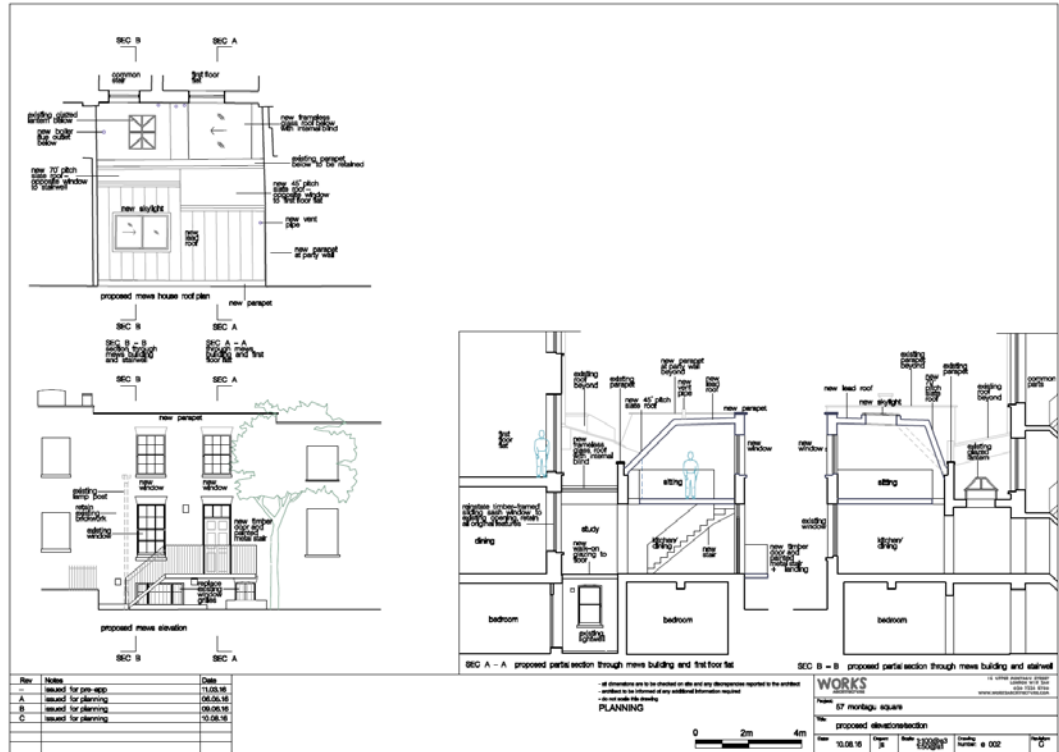 SEC B
SEC A
common
stair
first floor
flat
existing glazed
lantern below
new boiler
flue outlet
below
new frameless
glass roof below
with internal blind
existing parapet
below to be retained
new 70° pitch
slate roof -
opposite window
to stairwell
new 45° pitch
slate roof -
opposite window
to first floor flat
new skylight
new
lead
roof
new vent
pipe
new parapet
at party wall
proposed mews house roof plan
new parapet
SEC B
SEC A
SEC B - B
section through
mews building
and stairwell
SEC A - A
through mews
building and first
floor flat
SEC B
SEC A
new parapet
new
window
new
window
existing
lamp post
retain
existing
brickwork
existing
window
new timber
door and
painted
metal stair
replace
existing
window
grilles
proposed mews elevation
SEC B
SEC A
first
floor
flat
existing
roof
beyond
existing
parapet
new 45° pitch
slate roof
new parapet
at party wall
beyond
new
vent
pipe
new
lead
roof
new parapet
new
frameless
glass roof
with internal
blind
new
window
sitting
reinstate timber-framed
sliding sash window to
existing opening, retain
all original features
dining
study
new
walk-on
glazing to
floor
kitchen/
dining
new
stair
new timber
door and
painted
metal stair
+ landing
bedroom
existing
lightwell
bedroom
SEC A - A proposed partial section through mews building and first floor flat
new lead roof
new skylight
existing
parapet
beyond
new
70°
pitch
slate
roof
existing
parapet
existing
roof
beyond
common
parts
existing
glazed
lantern
new
window
sitting
existing
window
kitchen/
dining
bedroom
SEC B - B proposed partial section through mews building and stairwell
Rev Notes Date
- issued for pre-app 11.03.16
A issued for planning 06.05.16
B issued for planning 09.06.16
C issued for planning 10.08.16
- all dimensions are to be checked on site and any discrepancies reported to the architect
- architect to be informed of any additional information required
- do not scale this drawing
PLANNING
0 2m 4m
WORKS
ARCHITECTURE
Project:
57 montagu square
Title:
proposed elevations/section
Date: 10.08.16 Drawn: js Scale: Drawing Number: e 002 Revision: C